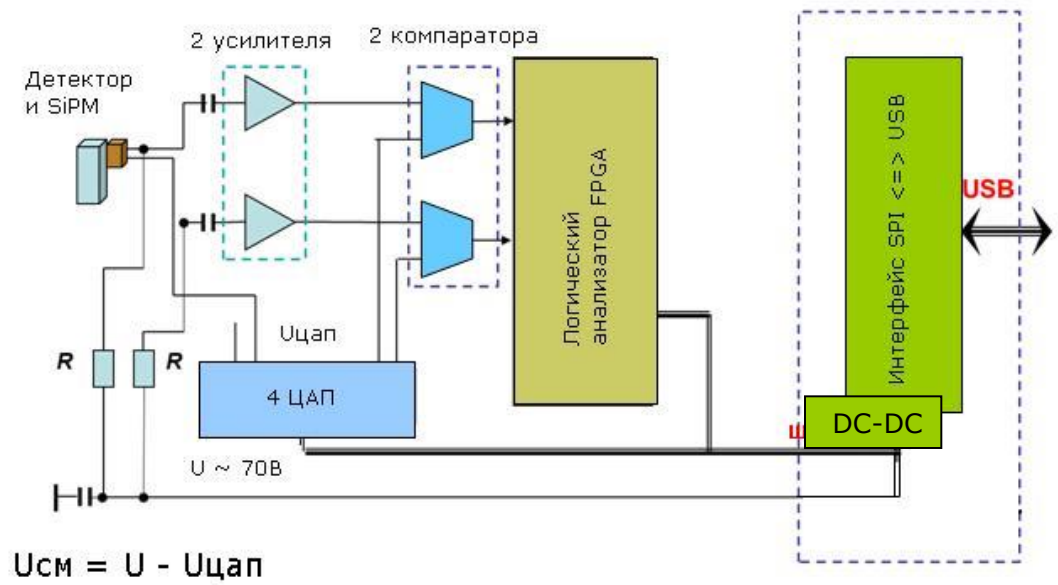 2 усилителя
2 компаратора
Детектор
и SiPM
Логический
анализатор FPGA
Интерфейс SPI <=> USB
USB
Uцап
R
R
4 ЦАП
DC-DC
U ~ 70В
Uсм = U - Uцап